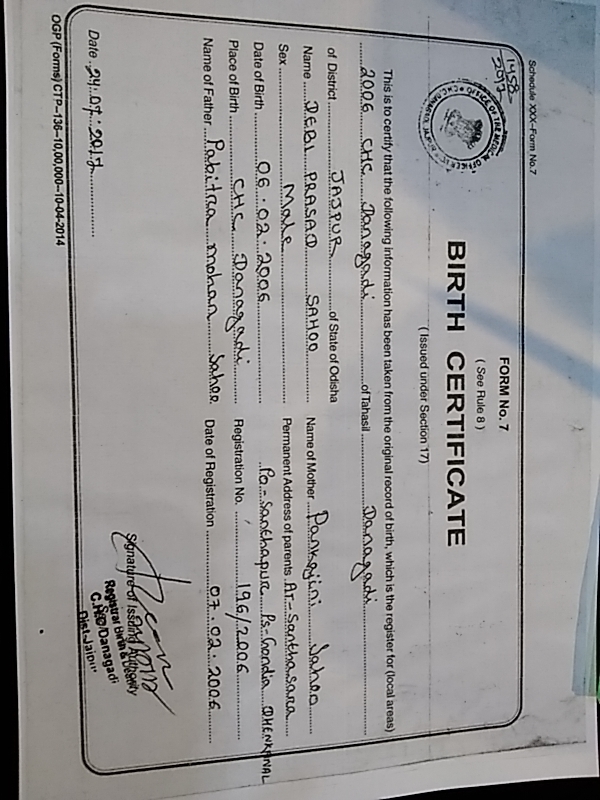 Schedule XXX-Form No.7
1458
2017
OFFICE OF THE MEDICAL OFFICER
FORM No. 7
( See Rule 8 )
BIRTH CERTIFICATE
( Issued under Section 17)
This is to certify that the following information has been taken from the original record of birth, which is the register for (local areas)
2006 CHC Danagadi of Tahasil Danagadi
of District JAJPUR of State of Odisha
Name DEBI PRASAD SAHOO
Sex Male
Date of Birth 06.02.2006
Place of Birth CHC Danagadi
Name of Father Pabitra mohan Sahoo
Name of Mother Pankajini Sahoo
Permanent Address of parents At-Santhasara
Po-Santhapur Ps-Gondia DHENKANAL
Registration No. 196/2006
Date of Registration 07.02.2006
Date 24.07.2017
Signature of Issuing Authority
Registrar Birth & Death
C.H.C Danagadi
Dist-Jajpur
OGP (Forms) CTP-136-10,00,000-10-04-2014